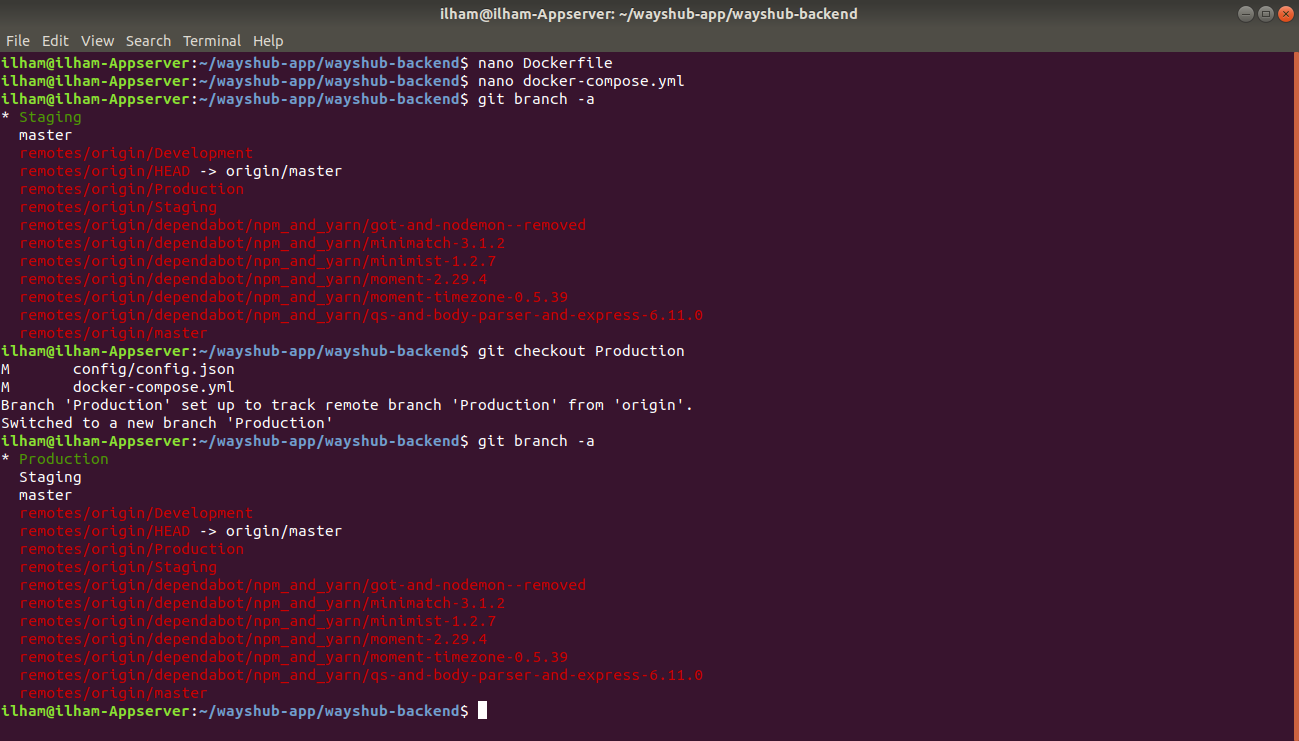 ilham@ilham-Appserver: ~/wayshub-app/wayshub-backend
File Edit View Search Terminal Help
ilham@ilham-Appserver:~/wayshub-app/wayshub-backend$ nano Dockerfile
ilham@ilham-Appserver:~/wayshub-app/wayshub-backend$ nano docker-compose.yml
ilham@ilham-Appserver:~/wayshub-app/wayshub-backend$ git branch -a
* Staging
  master
  remotes/origin/Development
  remotes/origin/HEAD -> origin/master
  remotes/origin/Production
  remotes/origin/Staging
  remotes/origin/dependabot/npm_and_yarn/got-and-nodemon--removed
  remotes/origin/dependabot/npm_and_yarn/minimatch-3.1.2
  remotes/origin/dependabot/npm_and_yarn/minimist-1.2.7
  remotes/origin/dependabot/npm_and_yarn/moment-2.29.4
  remotes/origin/dependabot/npm_and_yarn/moment-timezone-0.5.39
  remotes/origin/dependabot/npm_and_yarn/qs-and-body-parser-and-express-6.11.0
  remotes/origin/master
ilham@ilham-Appserver:~/wayshub-app/wayshub-backend$ git checkout Production
M       config/config.json
M       docker-compose.yml
Branch 'Production' set up to track remote branch 'Production' from 'origin'.
Switched to a new branch 'Production'
ilham@ilham-Appserver:~/wayshub-app/wayshub-backend$ git branch -a
* Production
  Staging
  master
  remotes/origin/Development
  remotes/origin/HEAD -> origin/master
  remotes/origin/Production
  remotes/origin/Staging
  remotes/origin/dependabot/npm_and_yarn/got-and-nodemon--removed
  remotes/origin/dependabot/npm_and_yarn/minimatch-3.1.2
  remotes/origin/dependabot/npm_and_yarn/minimist-1.2.7
  remotes/origin/dependabot/npm_and_yarn/moment-2.29.4
  remotes/origin/dependabot/npm_and_yarn/moment-timezone-0.5.39
  remotes/origin/dependabot/npm_and_yarn/qs-and-body-parser-and-express-6.11.0
  remotes/origin/master
ilham@ilham-Appserver:~/wayshub-app/wayshub-backend$